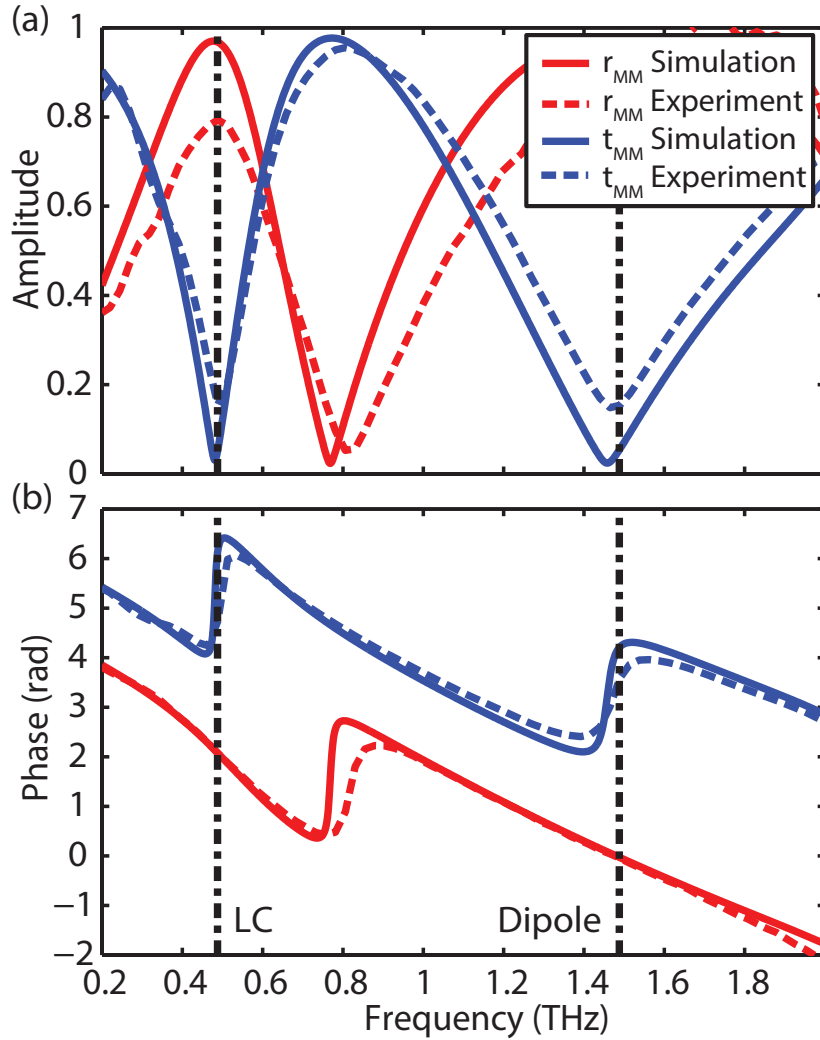 (a)
1
0.8
0.6
0.4
0.2
0
Amplitude
r_MM Simulation
r_MM Experiment
t_MM Simulation
t_MM Experiment
(b)
7
6
5
4
3
2
1
0
−1
−2
Phase (rad)
LC
Dipole
0.2 0.4 0.6 0.8 1 1.2 1.4 1.6 1.8
Frequency (THz)